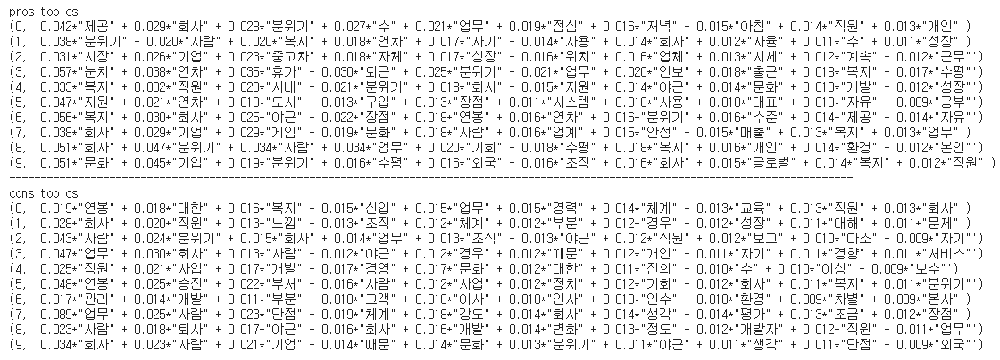 pros topics
(0, '0.042*"제공" + 0.029*"회사" + 0.028*"분위기" + 0.027*"수" + 0.021*"업무" + 0.019*"점심" + 0.016*"저녁" + 0.015*"아침" + 0.014*"직원" + 0.013*"개인"')
(1, '0.038*"분위기" + 0.020*"사람" + 0.020*"복지" + 0.018*"연차" + 0.017*"자기" + 0.014*"사용" + 0.014*"회사" + 0.012*"자율" + 0.011*"수" + 0.011*"성장"')
(2, '0.031*"시장" + 0.026*"기업" + 0.023*"중고차" + 0.018*"자체" + 0.017*"성장" + 0.016*"위치" + 0.016*"업체" + 0.013*"시세" + 0.012*"계속" + 0.012*"근무"')
(3, '0.057*"눈치" + 0.038*"연차" + 0.035*"휴가" + 0.030*"퇴근" + 0.025*"분위기" + 0.021*"업무" + 0.020*"안보" + 0.018*"출근" + 0.018*"복지" + 0.017*"수평"')
(4, '0.033*"복지" + 0.032*"직원" + 0.023*"사내" + 0.021*"분위기" + 0.018*"회사" + 0.015*"지원" + 0.014*"야근" + 0.014*"문화" + 0.013*"개발" + 0.012*"성장"')
(5, '0.047*"지원" + 0.021*"연차" + 0.018*"도서" + 0.013*"구입" + 0.013*"장점" + 0.011*"시스템" + 0.010*"사용" + 0.010*"대표" + 0.010*"자유" + 0.009*"공부"')
(6, '0.056*"복지" + 0.030*"회사" + 0.025*"야근" + 0.022*"장점" + 0.018*"연봉" + 0.016*"연차" + 0.016*"분위기" + 0.016*"수준" + 0.014*"제공" + 0.014*"자유"')
(7, '0.038*"회사" + 0.029*"기업" + 0.029*"게임" + 0.019*"문화" + 0.018*"사람" + 0.016*"업계" + 0.015*"안정" + 0.015*"매출" + 0.013*"복지" + 0.013*"업무"')
(8, '0.051*"회사" + 0.047*"분위기" + 0.034*"사람" + 0.034*"업무" + 0.020*"기회" + 0.018*"수평" + 0.018*"복지" + 0.016*"개인" + 0.014*"환경" + 0.012*"본인"')
(9, '0.051*"문화" + 0.045*"기업" + 0.019*"분위기" + 0.016*"수평" + 0.016*"외국" + 0.016*"조직" + 0.016*"회사" + 0.015*"글로벌" + 0.014*"복지" + 0.012*"직원"')
cons topics
(0, '0.019*"연봉" + 0.018*"대한" + 0.016*"복지" + 0.015*"신입" + 0.015*"업무" + 0.015*"경력" + 0.014*"체계" + 0.013*"교육" + 0.013*"직원" + 0.013*"회사"')
(1, '0.028*"회사" + 0.020*"직원" + 0.013*"느낌" + 0.013*"조직" + 0.012*"체계" + 0.012*"부분" + 0.012*"경우" + 0.012*"성장" + 0.011*"대해" + 0.011*"문제"')
(2, '0.043*"사람" + 0.024*"분위기" + 0.015*"회사" + 0.014*"업무" + 0.013*"조직" + 0.013*"야근" + 0.012*"직원" + 0.012*"보고" + 0.010*"다소" + 0.009*"자기"')
(3, '0.047*"업무" + 0.030*"회사" + 0.013*"사람" + 0.012*"야근" + 0.012*"경우" + 0.012*"때문" + 0.012*"개인" + 0.011*"자기" + 0.011*"경향" + 0.011*"서비스"')
(4, '0.025*"직원" + 0.021*"사업" + 0.017*"개발" + 0.017*"경영" + 0.017*"문화" + 0.012*"대한" + 0.011*"진의" + 0.010*"수" + 0.010*"이상" + 0.009*"보수"')
(5, '0.048*"연봉" + 0.025*"승진" + 0.022*"부서" + 0.016*"사람" + 0.012*"사업" + 0.012*"정치" + 0.012*"기회" + 0.012*"회사" + 0.011*"복지" + 0.011*"분위기"')
(6, '0.017*"관리" + 0.014*"개발" + 0.011*"부분" + 0.010*"고객" + 0.010*"이사" + 0.010*"인사" + 0.010*"인수" + 0.010*"환경" + 0.009*"차별" + 0.009*"본사"')
(7, '0.089*"업무" + 0.025*"사람" + 0.023*"단점" + 0.019*"체계" + 0.018*"강도" + 0.014*"회사" + 0.014*"생각" + 0.014*"평가" + 0.013*"조금" + 0.012*"장점"')
(8, '0.023*"사람" + 0.018*"퇴사" + 0.017*"야근" + 0.016*"회사" + 0.016*"개발" + 0.014*"변화" + 0.013*"정도" + 0.012*"개발자" + 0.012*"직원" + 0.011*"업무"')
(9, '0.034*"회사" + 0.023*"사람" + 0.021*"기업" + 0.014*"때문" + 0.014*"문화" + 0.013*"분위기" + 0.011*"야근" + 0.011*"생각" + 0.011*"단점" + 0.009*"외국"')